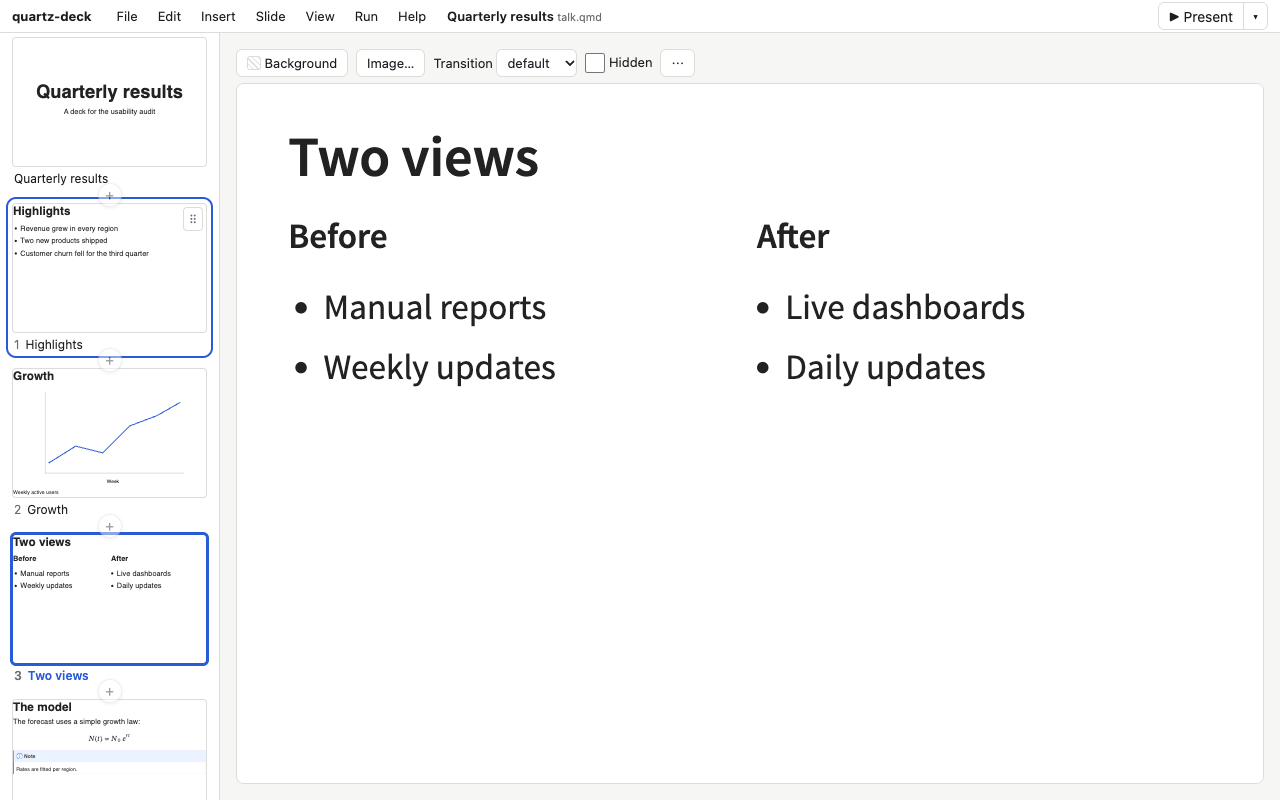 quartz-deck File Edit Insert Slide View Run Help Quarterly results talk.qmd ▶ Present ▾
Background Image... Transition default Hidden ···
Quarterly results
A deck for the usability audit
Quarterly results
+
Highlights
• Revenue grew in every region
• Two new products shipped
• Customer churn fell for the third quarter
1 Highlights
+
Growth
Week
Weekly active users
2 Growth
+
Two views
Before After
• Manual reports • Live dashboards
• Weekly updates • Daily updates
3 Two views
+
The model
The forecast uses a simple growth law:
N(t) = N₀ eʳᵗ
Note
Rates are fitted per region.
Two views
Before After
• Manual reports • Live dashboards
• Weekly updates • Daily updates